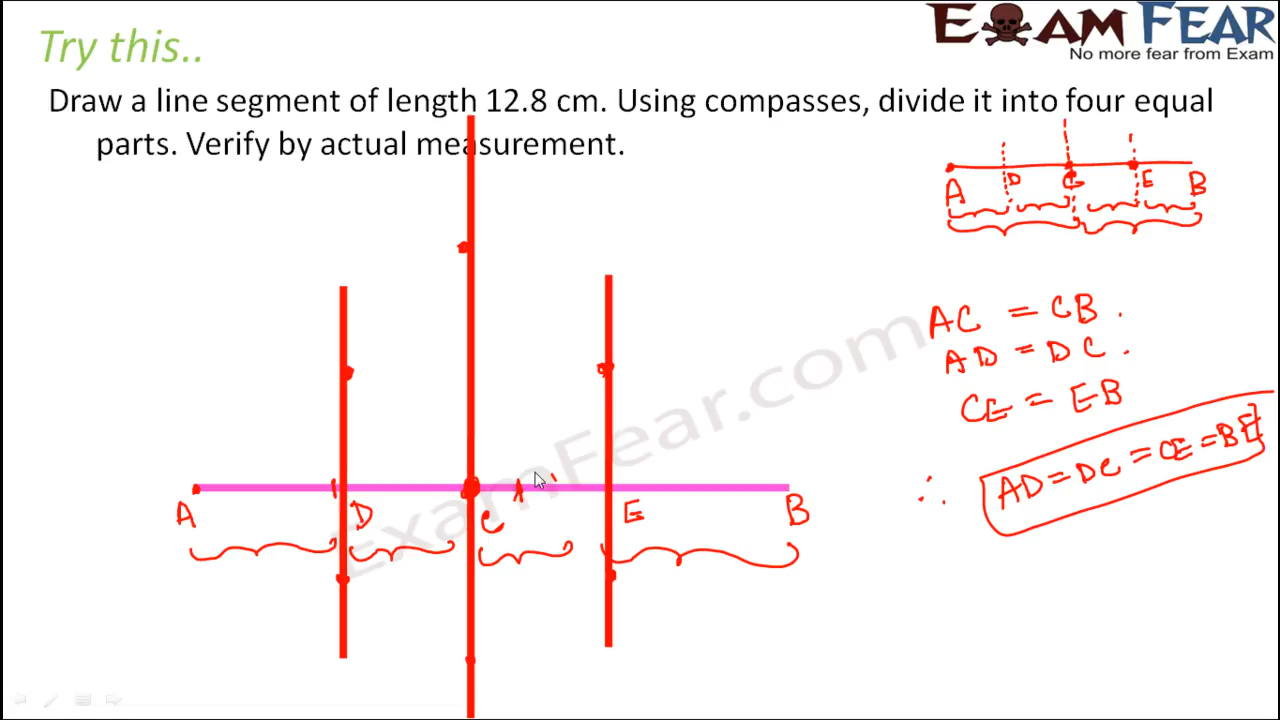 Try this..
EXAM FEAR
No more fear from Exam
Draw a line segment of length 12.8 cm. Using compasses, divide it into four equal
parts. Verify by actual measurement.
A D C E B
AC = CB.
AD = DC.
CE = EB
∴ AD = DC = CE = BE
A D C E B
ExamFear.com